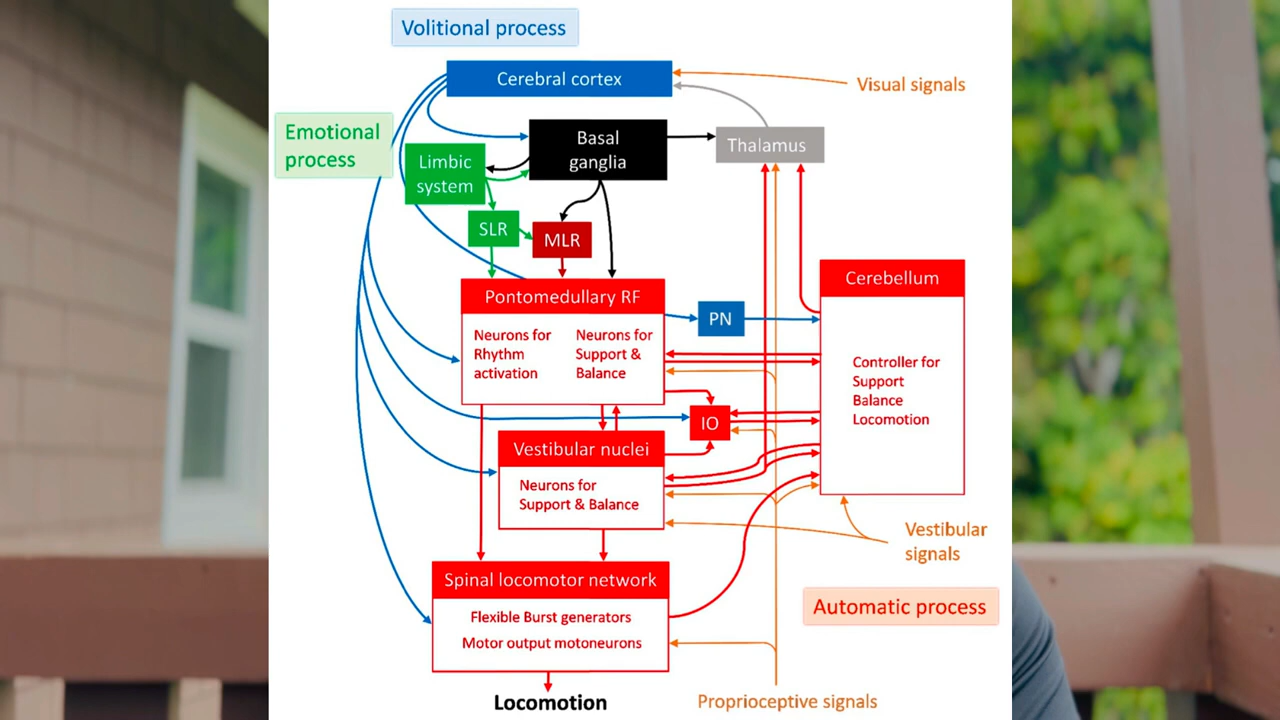 Volitional process
Cerebral cortex
Visual signals
Emotional
process
Basal
ganglia
Thalamus
Limbic
system
SLR
MLR
Cerebellum
Pontomedullary RF
PN
Neurons for
Rhythm
activation
Neurons for
Support &
Balance
Controller for
Support
Balance
Locomotion
IO
Vestibular nuclei
Neurons for
Support & Balance
Vestibular
signals
Spinal locomotor network
Automatic process
Flexible Burst generators
Motor output motoneurons
Locomotion
Proprioceptive signals